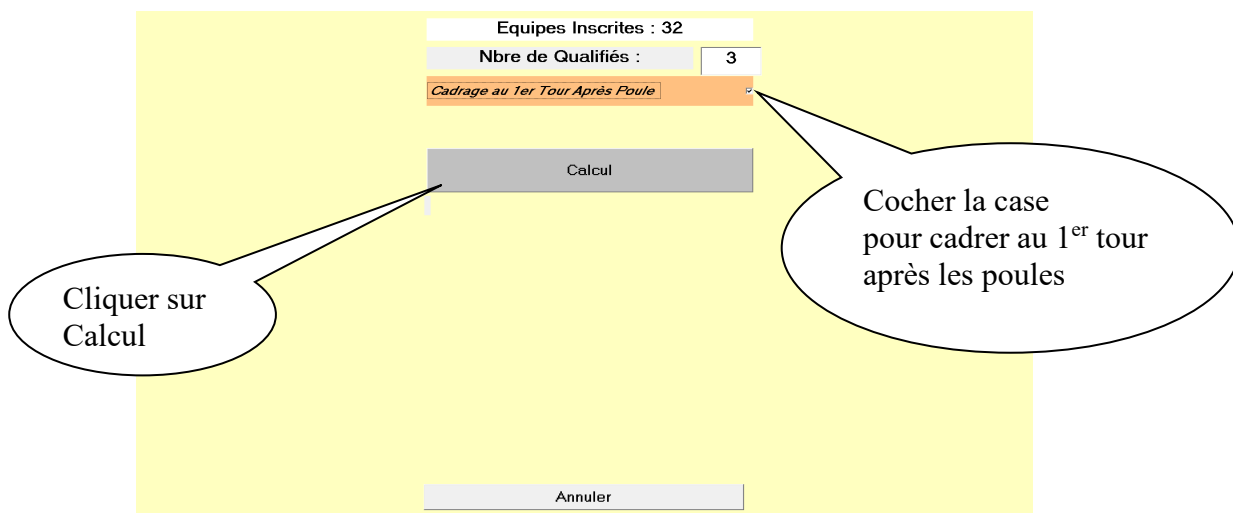 Equipes Inscrites : 32
Nbre de Qualifiés : 3
Cadrage au 1er Tour Après Poule
Calcul
Cocher la case
pour cadrer au 1er tour
après les poules
Cliquer sur
Calcul
Annuler